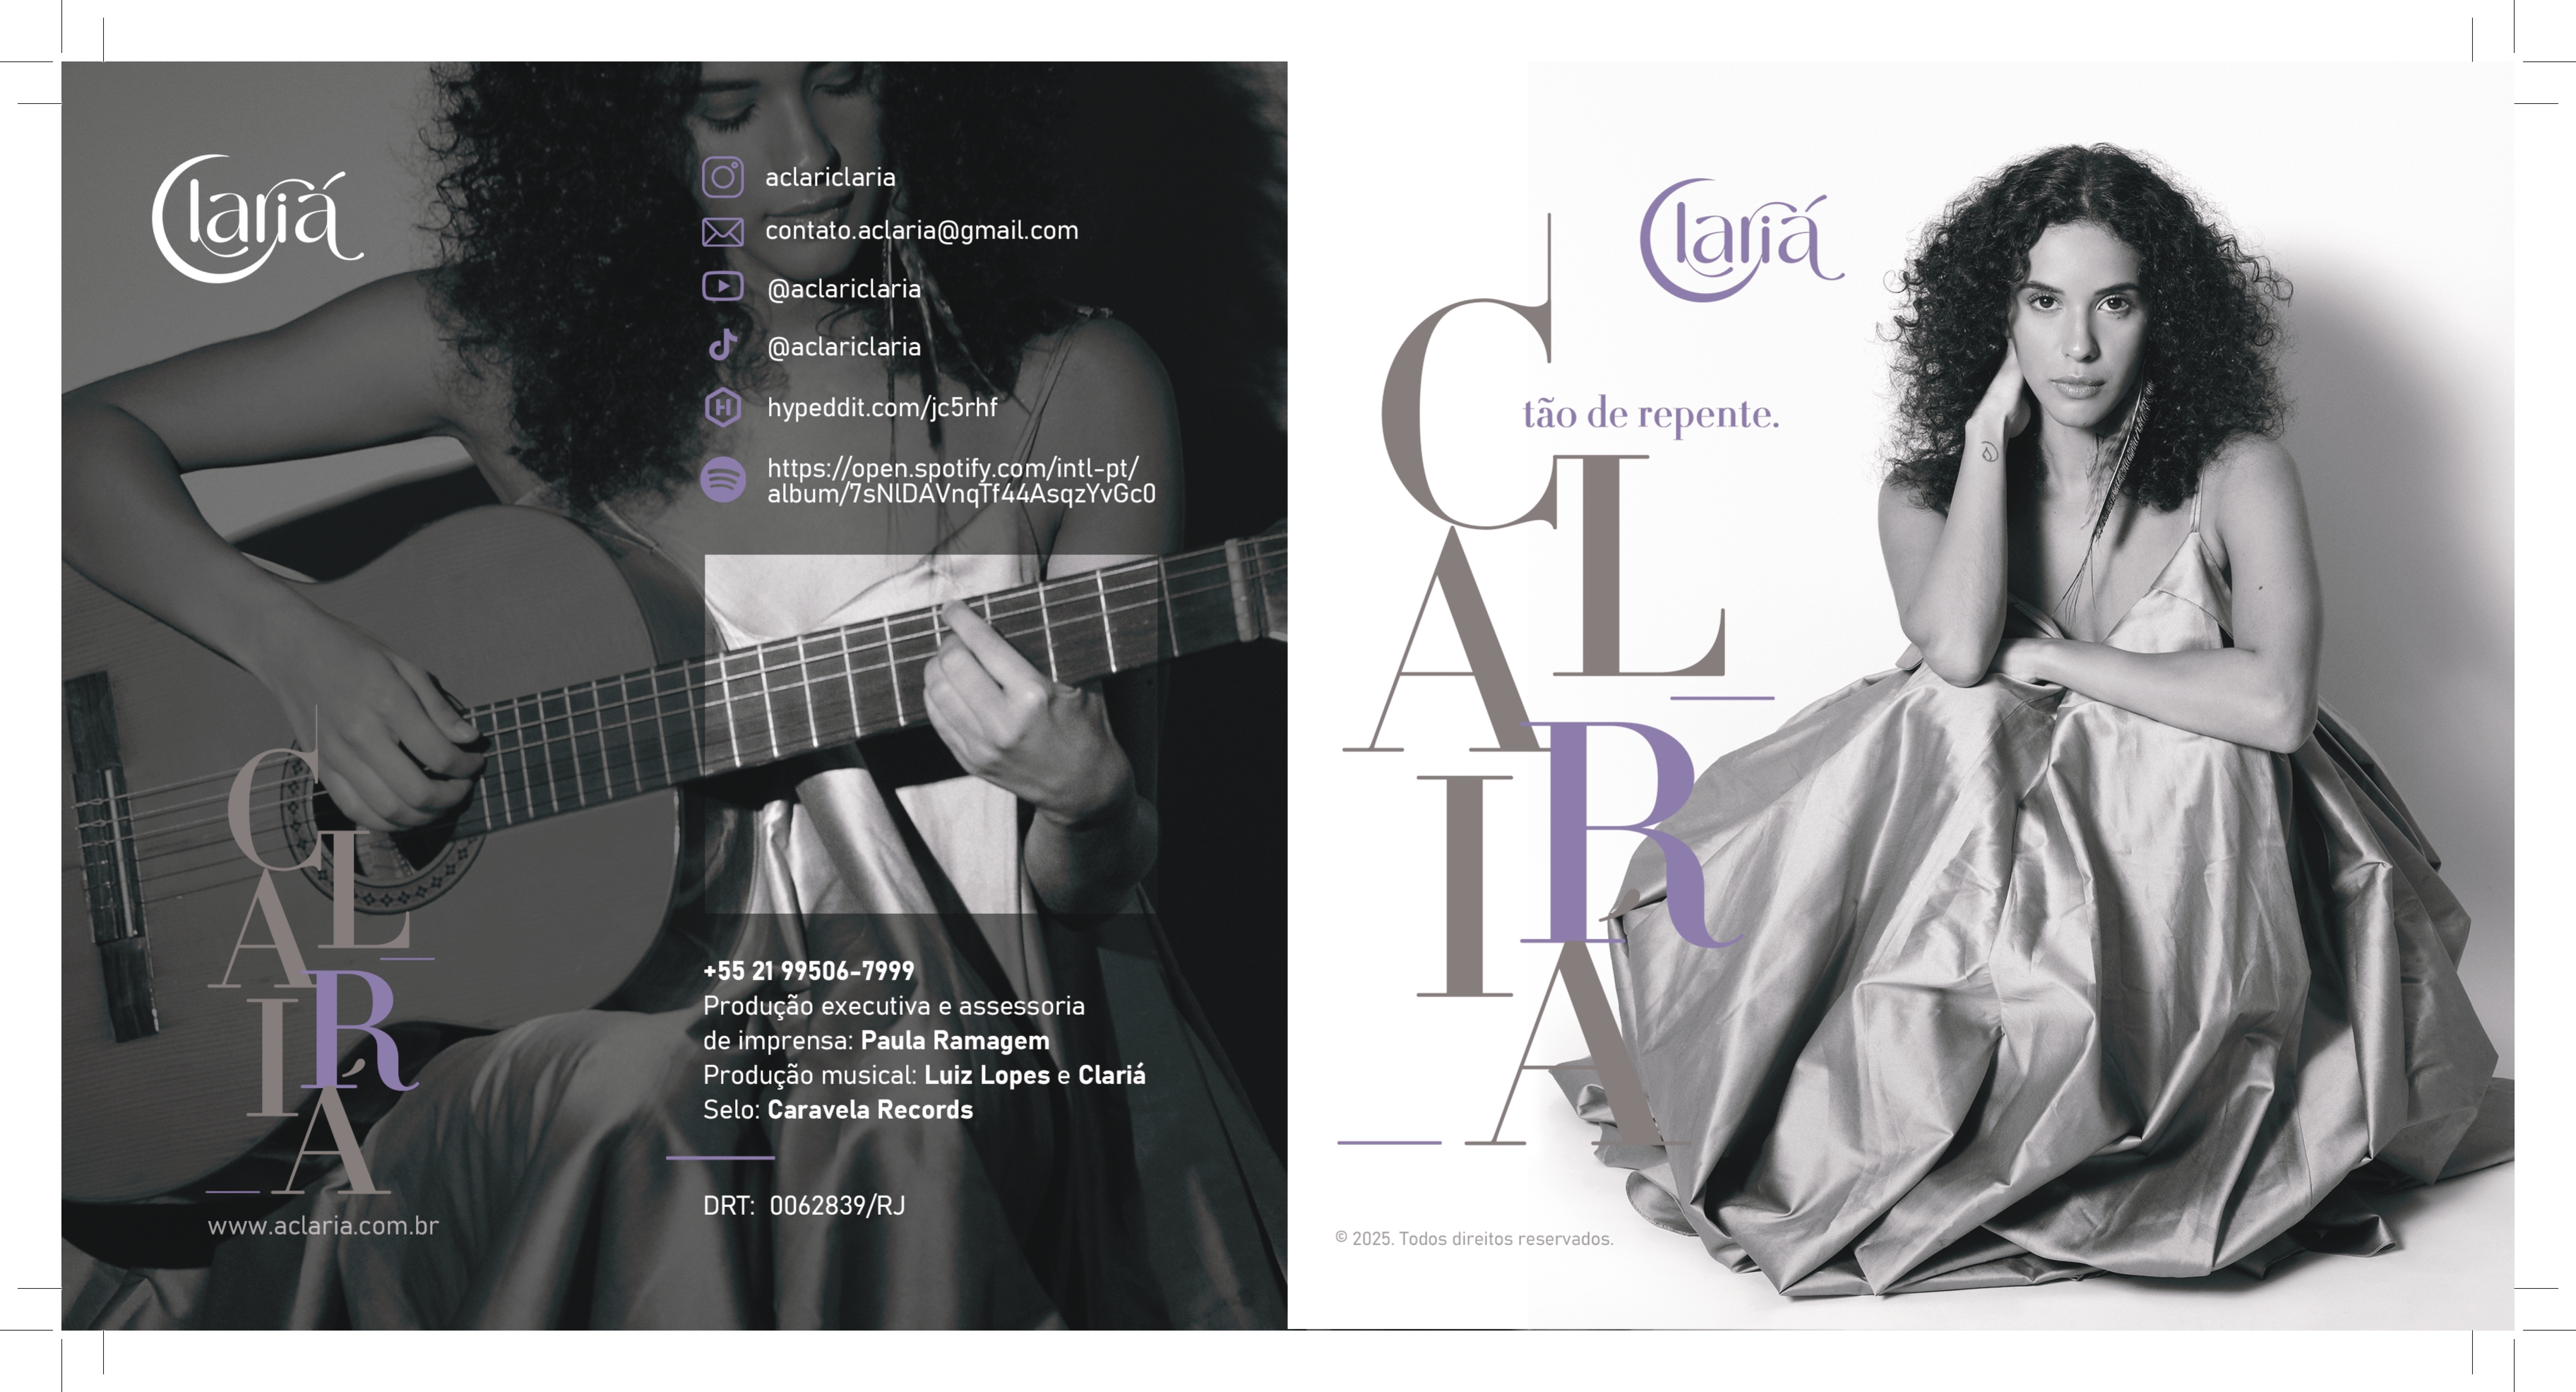 Clariá
aclariclaria
contato.aclaria@gmail.com
@aclariclaria
@aclariclaria
hypeddit.com/jc5rhf
https://open.spotify.com/intl-pt/
album/7sNlDAVnqTf44AsqzYvGc0
C
L
A
R
I
Á
www.aclaria.com.br
+55 21 99506-7999
Produção executiva e assessoria
de imprensa: Paula Ramagem
Produção musical: Luiz Lopes e Clariá
Selo: Caravela Records
DRT: 0062839/RJ
Clariá
tão de repente.
C
L
A
R
I
Á
© 2025. Todos direitos reservados.